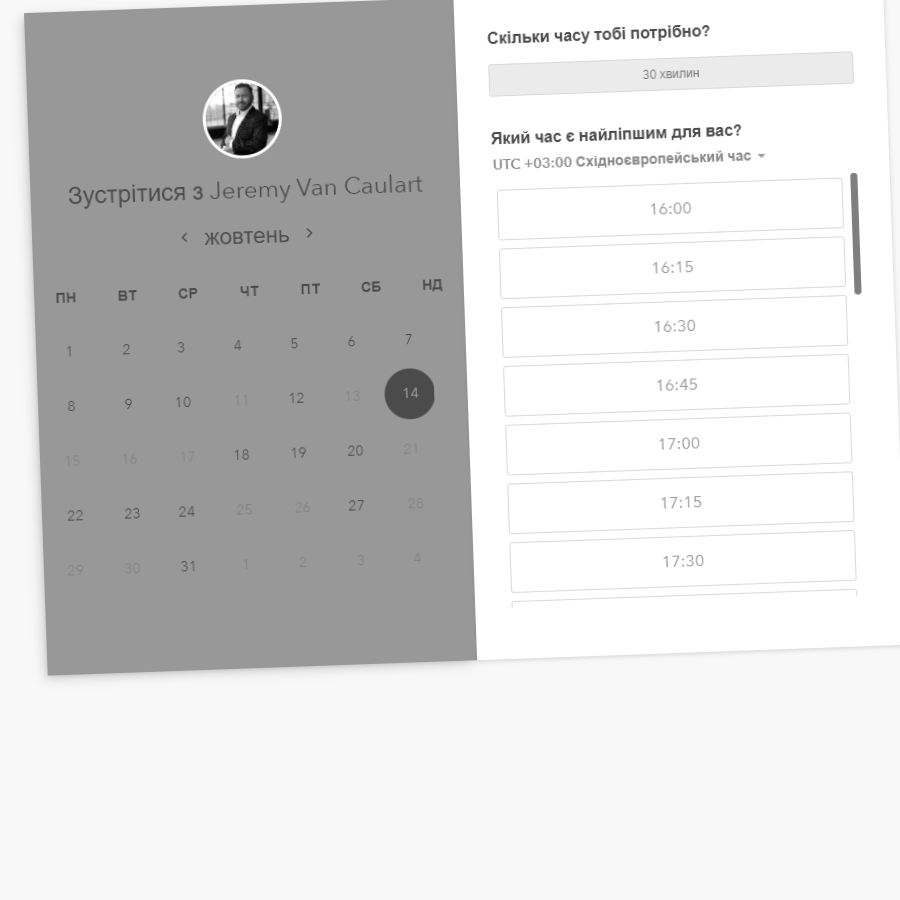 Зустрітися з Jeremy Van Caulart
жовтень
ПН ВТ СР ЧТ ПТ СБ НД
1 2 3 4 5 6 7
8 9 10 11 12 13 14
15 16 17 18 19 20 21
22 23 24 25 26 27 28
29 30 31 1 2 3 4
Скільки часу тобі потрібно?
30 хвилин
Який час є найліпшим для вас?
UTC +03:00 Східноєвропейський час
16:00
16:15
16:30
16:45
17:00
17:15
17:30